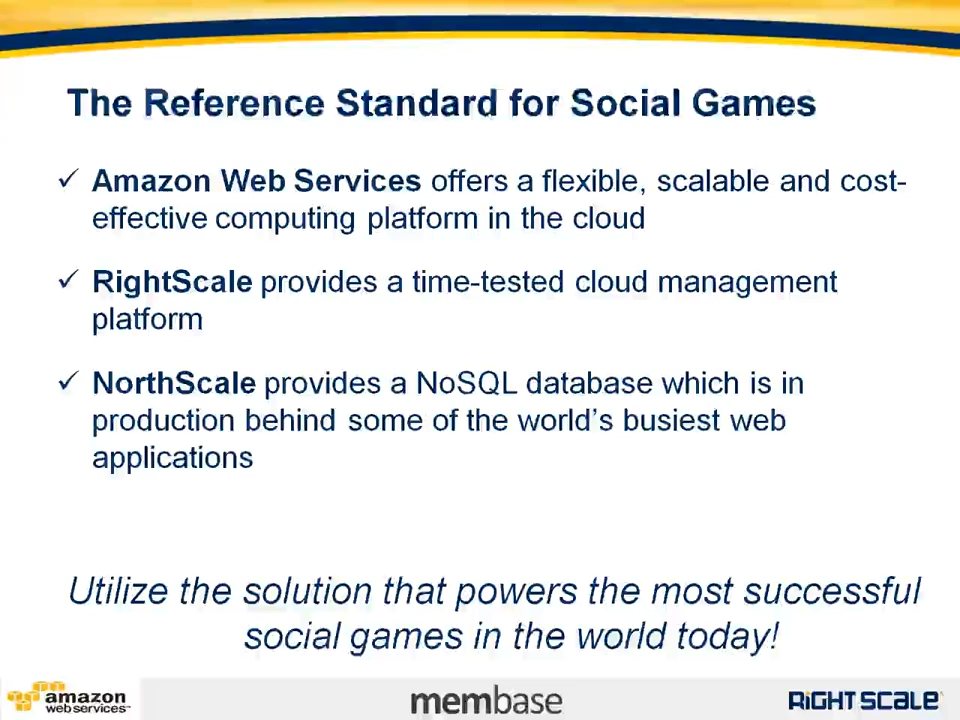 The Reference Standard for Social Games
✓ Amazon Web Services offers a flexible, scalable and cost-
effective computing platform in the cloud
✓ RightScale provides a time-tested cloud management
platform
✓ NorthScale provides a NoSQL database which is in
production behind some of the world's busiest web
applications
Utilize the solution that powers the most successful
social games in the world today!
amazon
web services™
membase
RIGHTSCALE